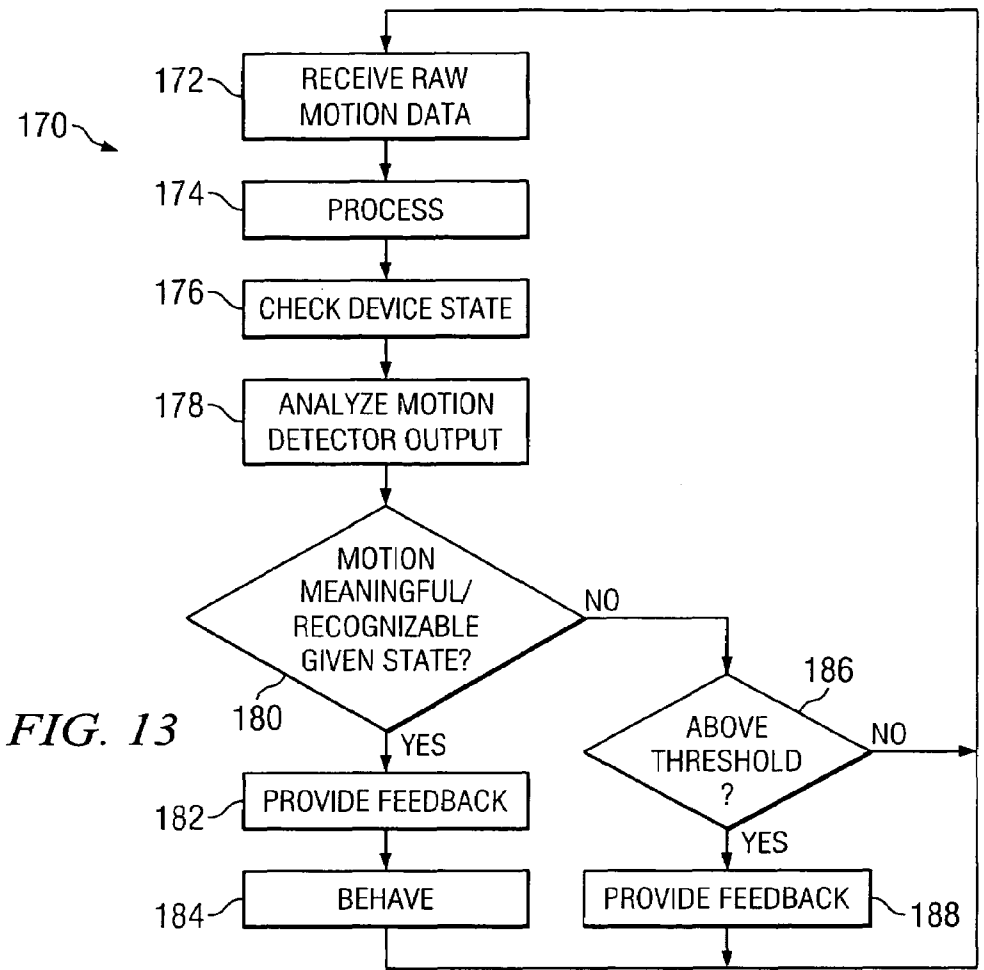 172
RECEIVE RAW
MOTION DATA
170
174
PROCESS
176
CHECK DEVICE STATE
178
ANALYZE MOTION
DETECTOR OUTPUT
MOTION
MEANINGFUL/
RECOGNIZABLE
GIVEN STATE?
NO
180
186
ABOVE
THRESHOLD
?
NO
FIG. 13
YES
YES
182
PROVIDE FEEDBACK
184
BEHAVE
PROVIDE FEEDBACK
188